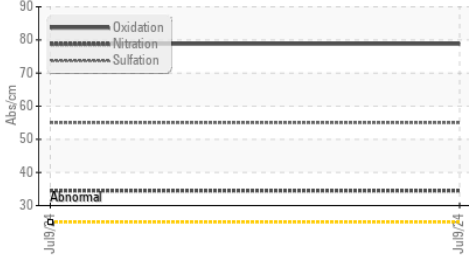 90
Oxidation
Nitration
Sulfation
80
70
60
50
40
30
Abs/cm
Abnormal
Jul9/24
Jul9/24